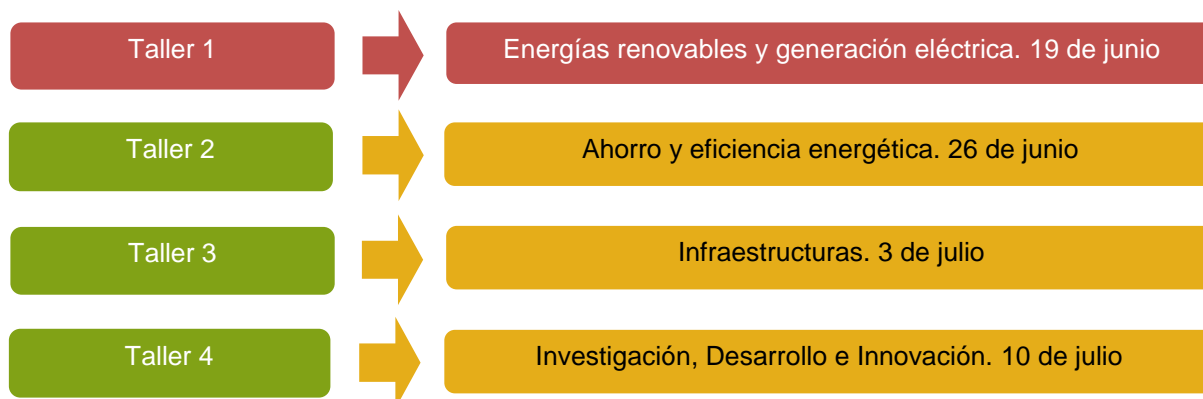 Taller 1
Energías renovables y generación eléctrica. 19 de junio
Taller 2
Ahorro y eficiencia energética. 26 de junio
Taller 3
Infraestructuras. 3 de julio
Taller 4
Investigación, Desarrollo e Innovación. 10 de julio